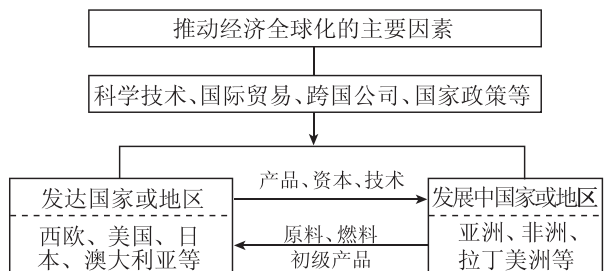 推动经济全球化的主要因素
科学技术、国际贸易、跨国公司、国家政策等
发达国家或地区
西欧、美国、日
本、澳大利亚等
产品、资本、技术
原料、燃料
初级产品
发展中国家或地区
亚洲、非洲、
拉丁美洲等